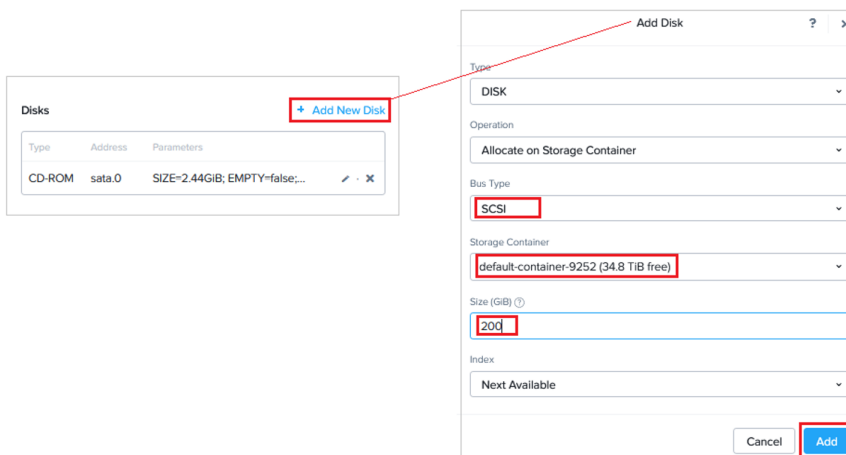 Disks
+ Add New Disk
Type Address Parameters
CD-ROM sata.0 SIZE=2.44GiB; EMPTY=false;...
Add Disk ?
Type
DISK
Operation
Allocate on Storage Container
Bus Type
SCSI
Storage Container
default-container-9252 (34.8 TiB free)
Size (GiB) ?
200
Index
Next Available
Cancel Add